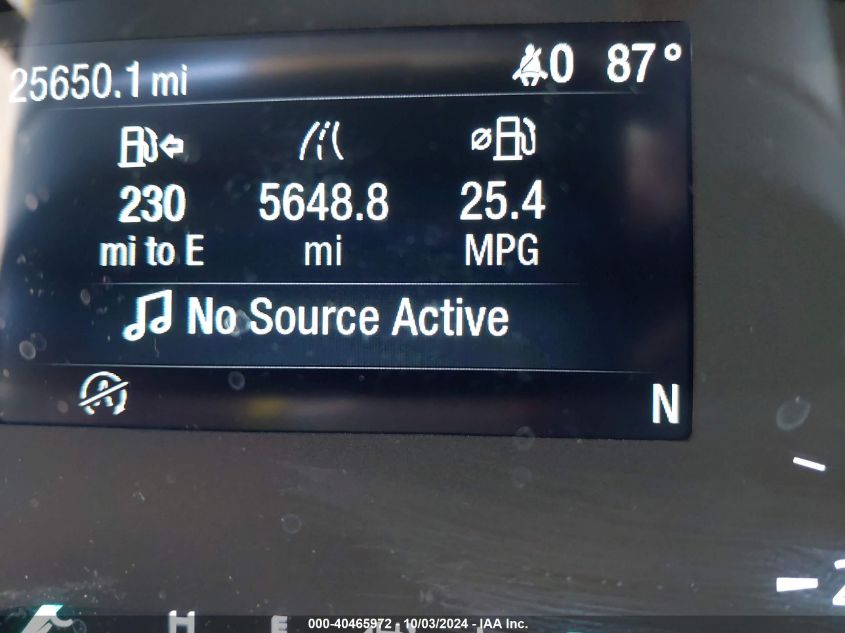 25650.1 mi 0 87°
230 5648.8 ø 25.4
mi to E mi MPG
No Source Active
N
2
H E
000-40465972 / 10/03/2024 - IAA Inc.